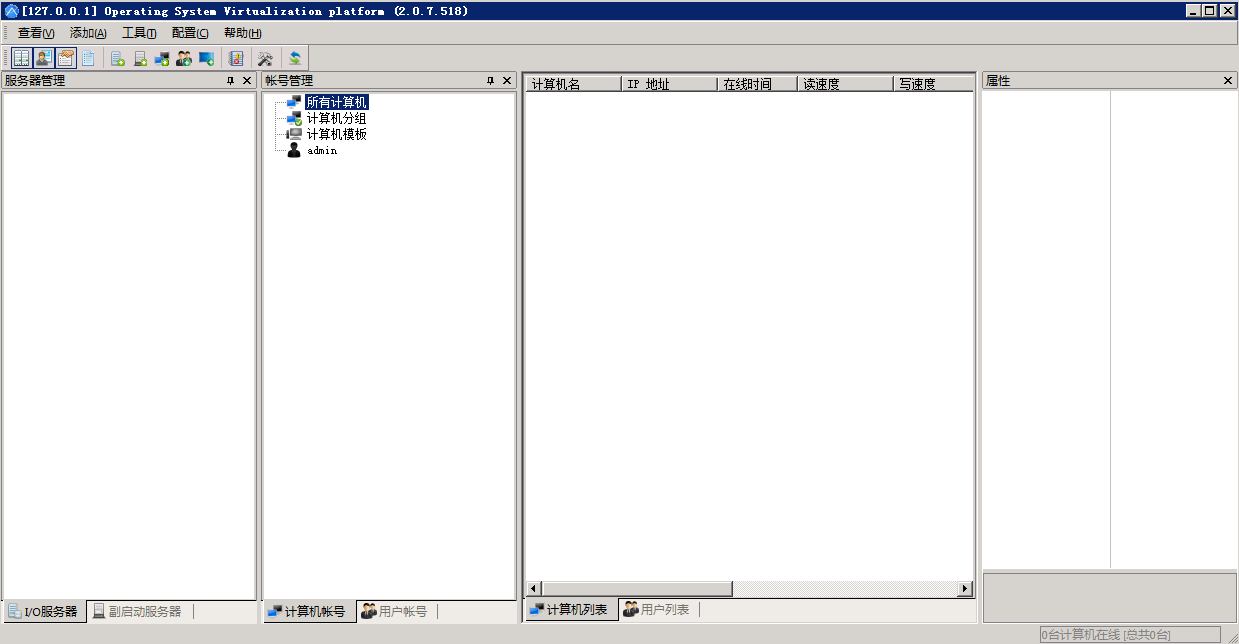 [127.0.0.1] Operating System Virtualization platform (2.0.7.518)
查看(V) 添加(A) 工具(T) 配置(C) 帮助(H)
服务器管理
帐号管理
计算机名 IP 地址 在线时间 读速度 写速度
属性
所有计算机
计算机分组
计算机模板
admin
I/O服务器 副启动服务器
计算机帐号 用户帐号
计算机列表 用户列表
0台计算机在线 [总共0台]